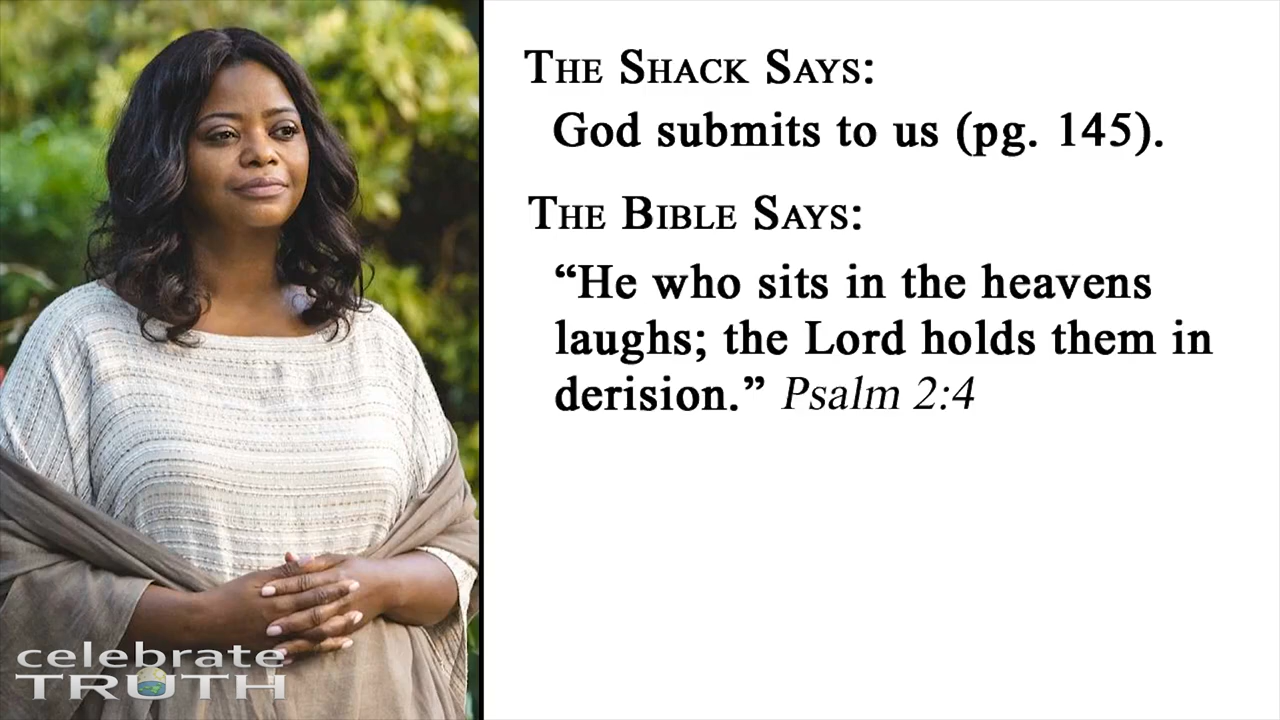 The Shack Says:
God submits to us (pg. 145).
The Bible Says:
“He who sits in the heavens
laughs; the Lord holds them in
derision.” Psalm 2:4
celebrate
TRUTH